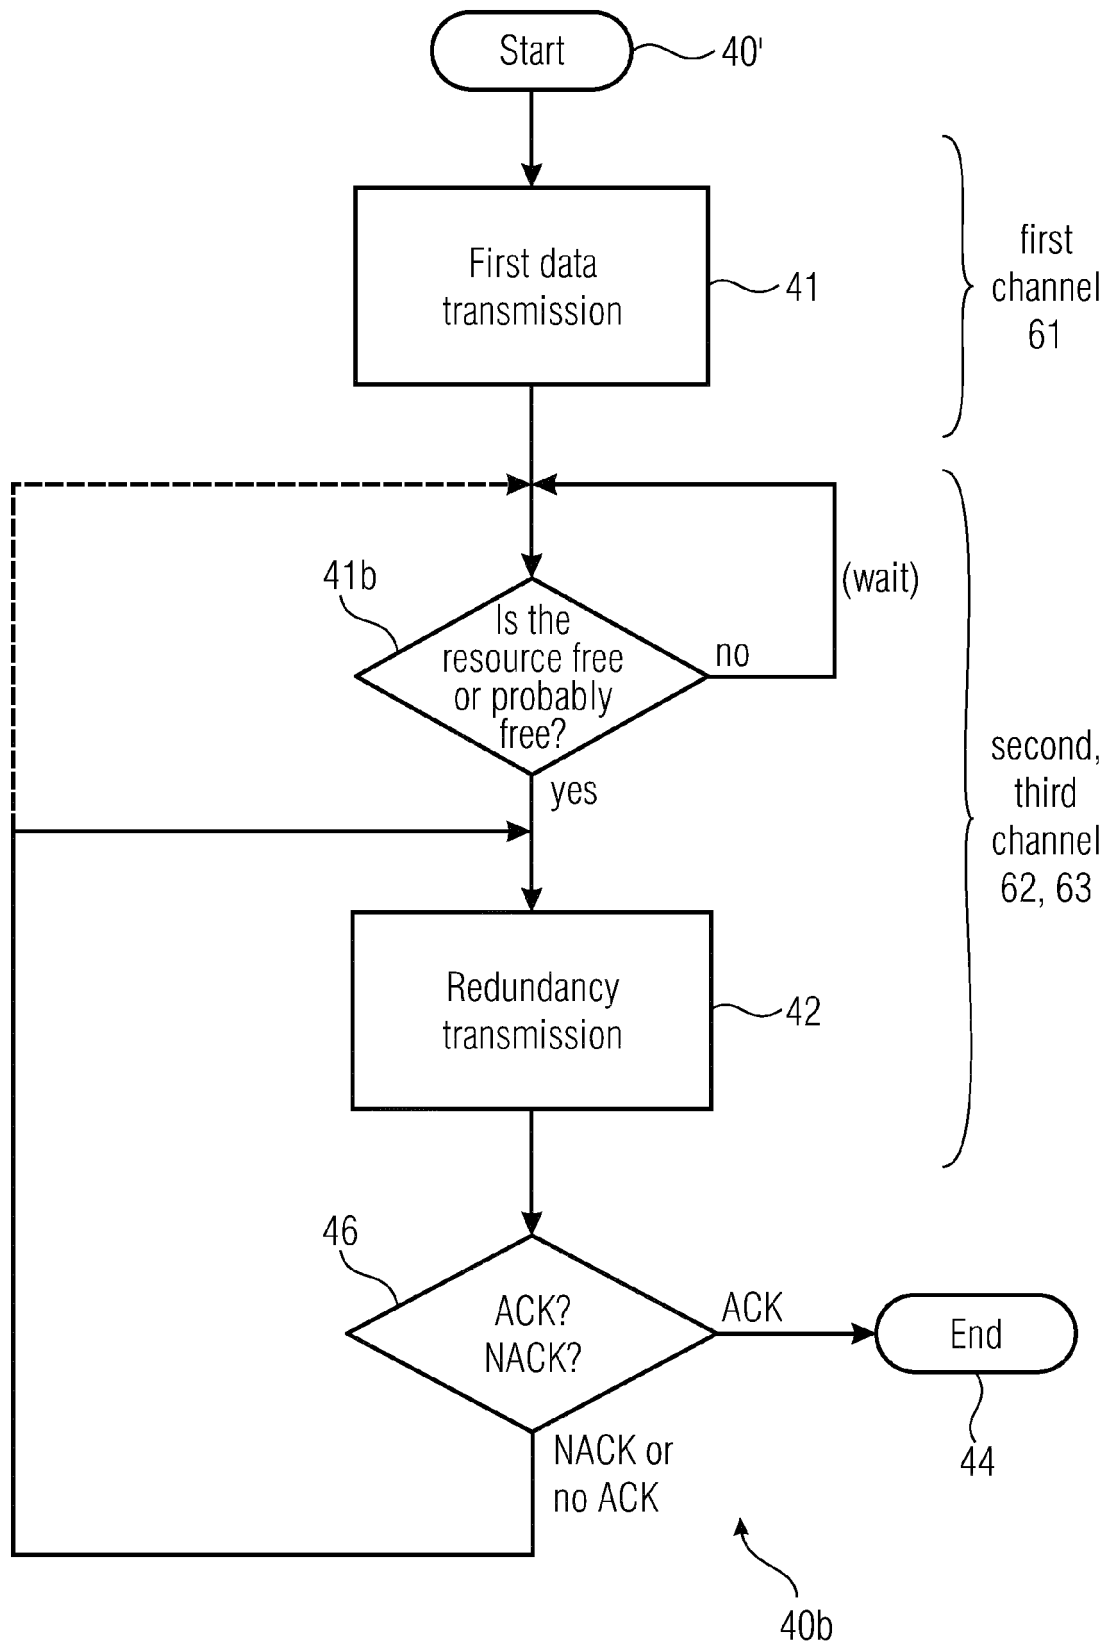 Start
40'
First data
transmission
41
first
channel
61
41b
Is the
resource free
or probably
free?
no
(wait)
yes
second,
third
channel
62, 63
Redundancy
transmission
42
46
ACK?
NACK?
ACK
End
44
NACK or
no ACK
40b